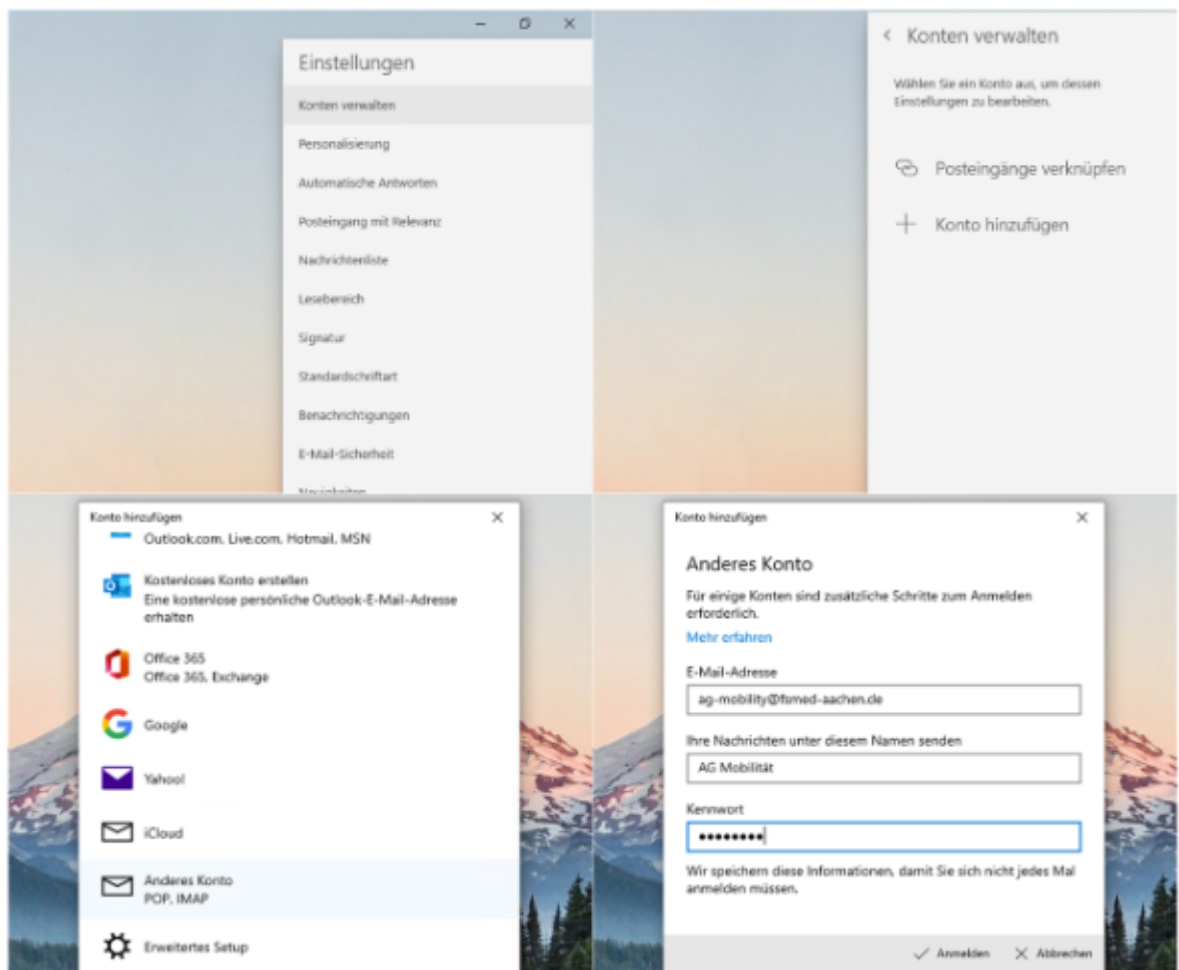 Einstellungen
Konten verwalten
Personalisierung
Automatische Antworten
Posteingang mit Relevanz
Nachrichtenliste
Lesebereich
Signatur
Standardschriftart
Benachrichtigungen
E-Mail-Sicherheit
Neuigkeiten
Konten verwalten
Wählen Sie ein Konto aus, um dessen
Einstellungen zu bearbeiten.
Posteingänge verknüpfen
Konto hinzufügen
Konto hinzufügen
Outlook.com, Live.com, Hotmail, MSN
Kostenloses Konto erstellen
Eine kostenlose persönliche Outlook-E-Mail-Adresse
erhalten
Office 365
Office 365, Exchange
Google
Yahoo!
iCloud
Anderes Konto
POP, IMAP
Erweitertes Setup
Konto hinzufügen
Anderes Konto
Für einige Konten sind zusätzliche Schritte zum Anmelden
erforderlich.
Mehr erfahren
E-Mail-Adresse
ag-mobility@fsmed-aachen.de
Ihre Nachrichten unter diesem Namen senden
AG Mobilität
Kennwort
Wir speichern diese Informationen, damit Sie sich nicht jedes Mal
anmelden müssen.
Anmelden
Abbrechen